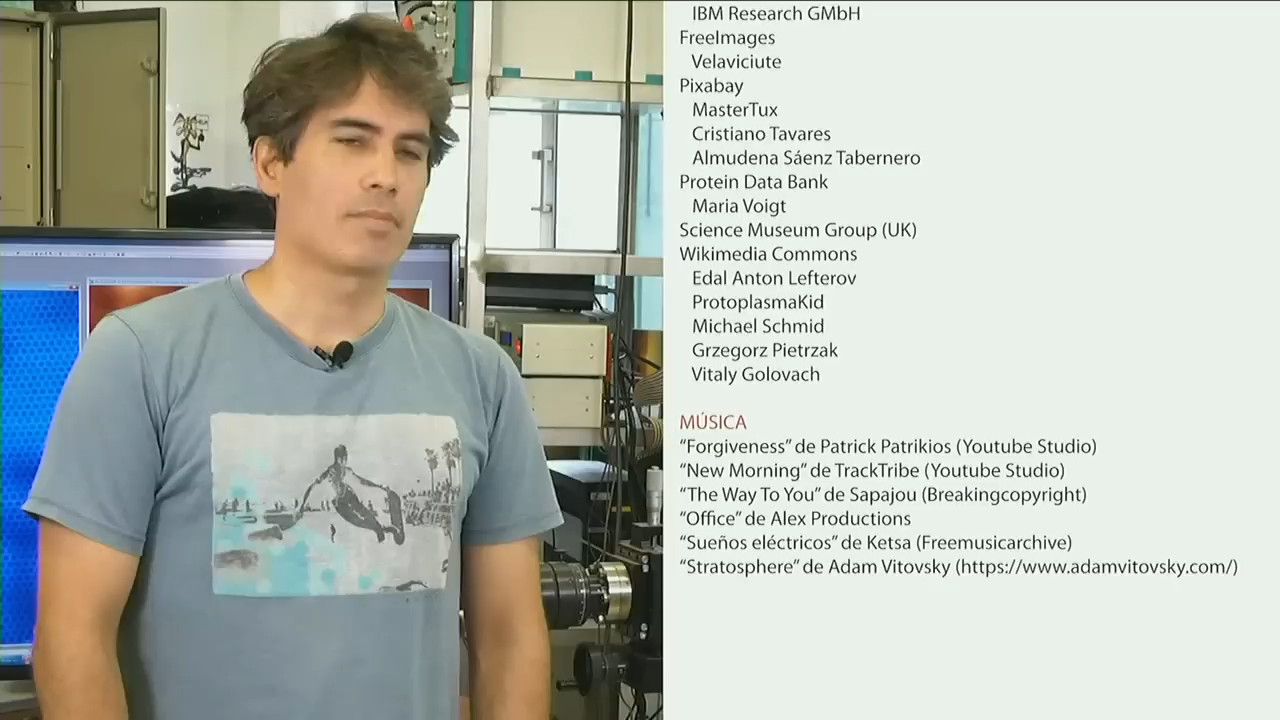 IBM Research GMbH
FreeImages
Velaviciute
Pixabay
MasterTux
Cristiano Tavares
Almudena Sáenz Tabernero
Protein Data Bank
Maria Voigt
Science Museum Group (UK)
Wikimedia Commons
Edal Anton Lefterov
ProtoplasmaKid
Michael Schmid
Grzegorz Pietrzak
Vitaly Golovach
MÚSICA
“Forgiveness” de Patrick Patrikios (Youtube Studio)
“New Morning” de TrackTribe (Youtube Studio)
“The Way To You” de Sapajou (Breakingcopyright)
“Office” de Alex Productions
“Sueños eléctricos” de Ketsa (Freemusicarchive)
“Stratosphere” de Adam Vitovsky (https://www.adamvitovsky.com/)